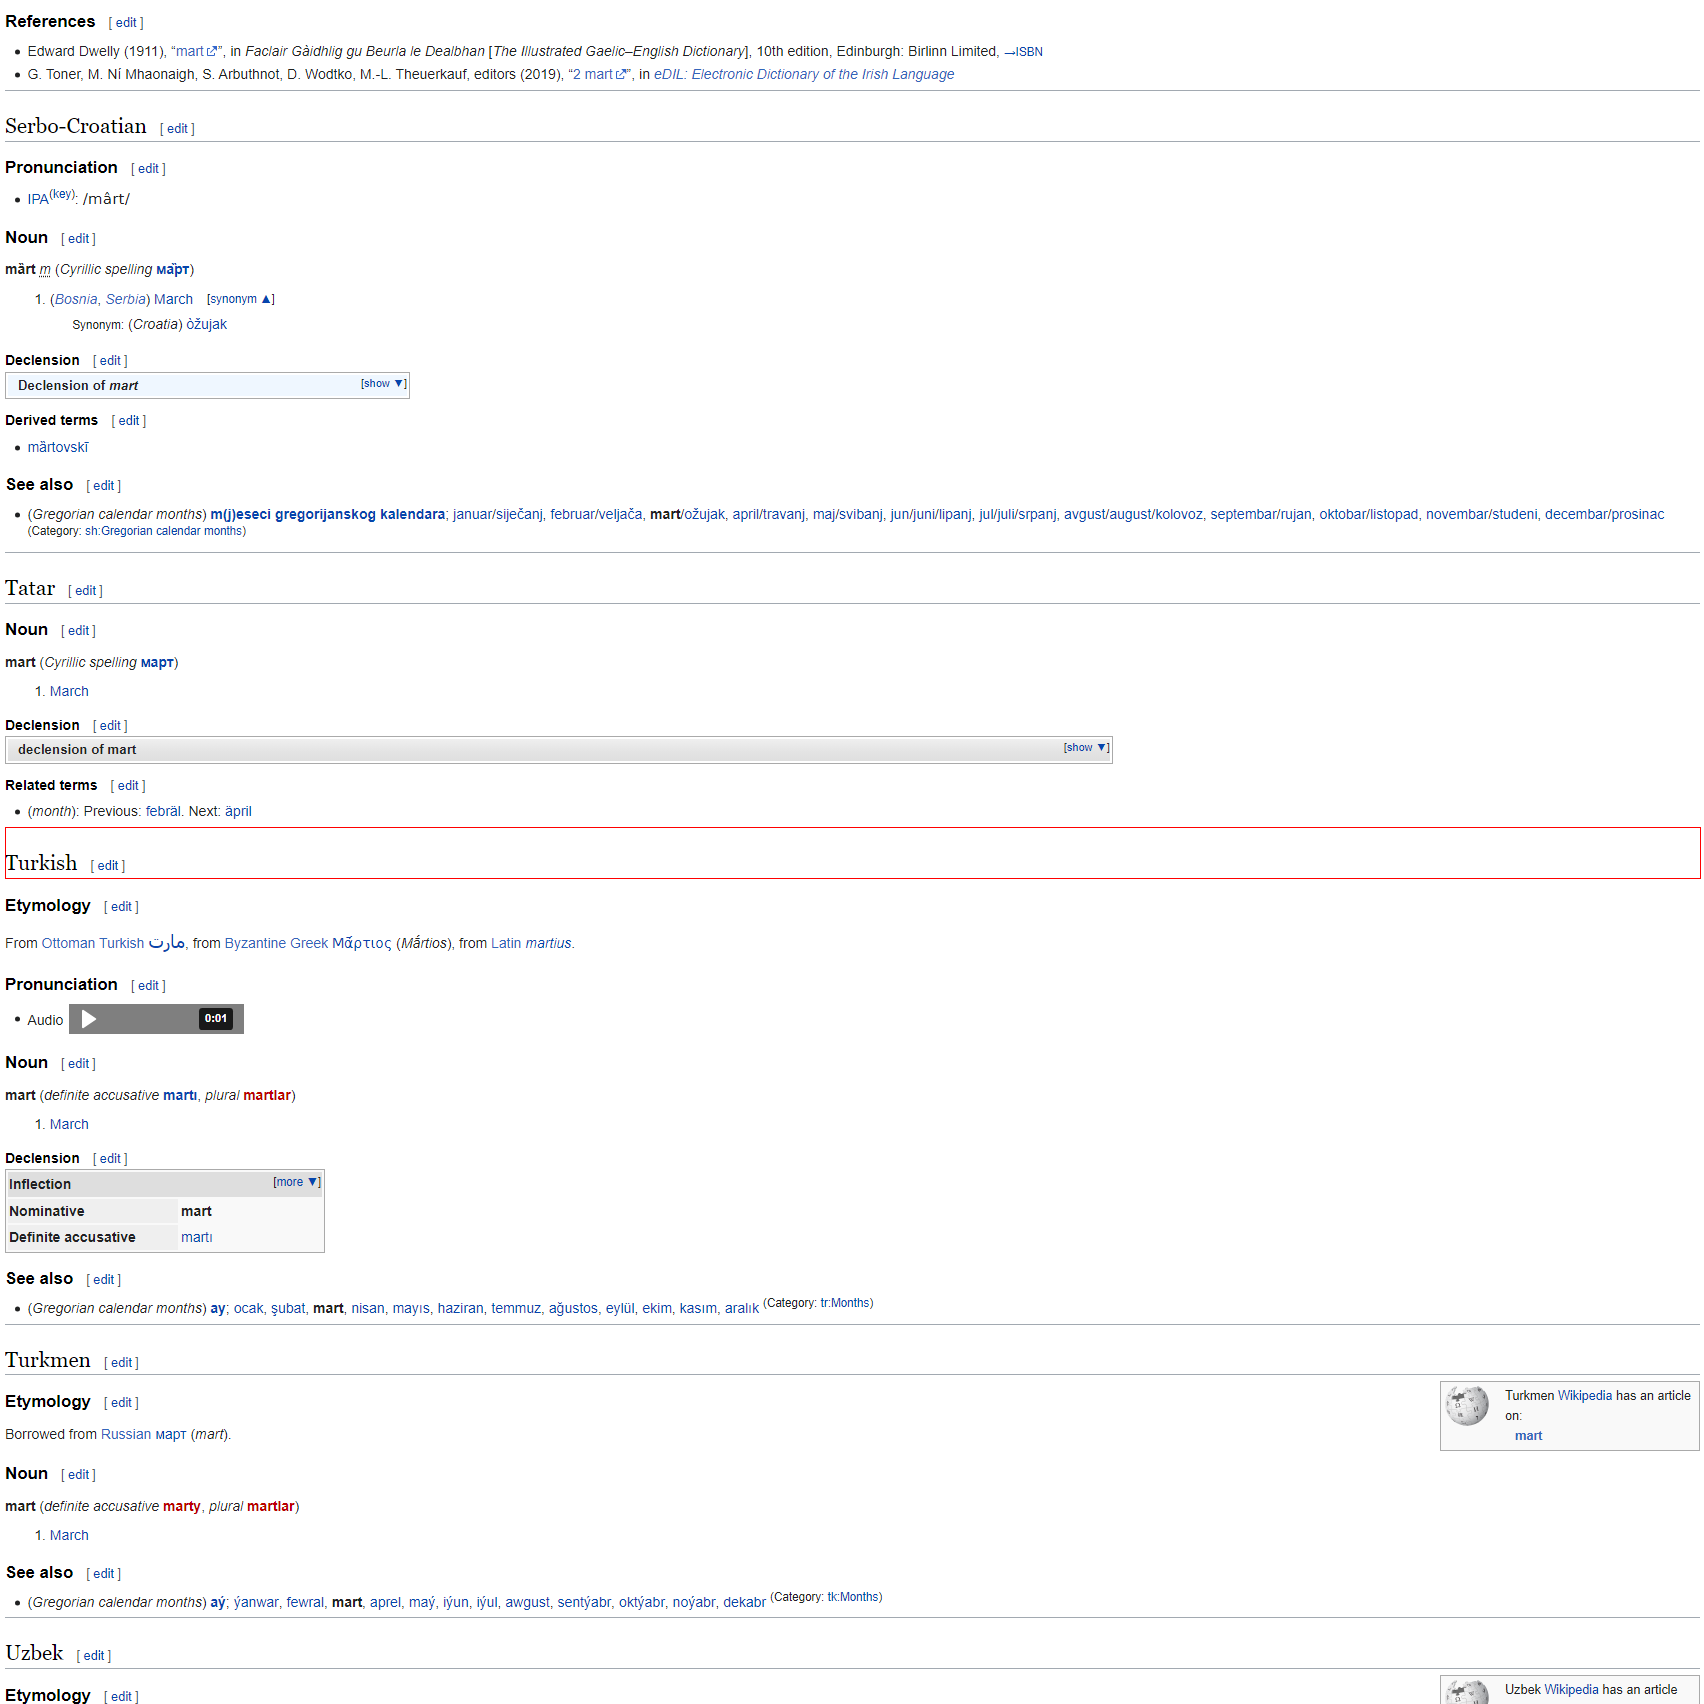 References [ edit ]
• Edward Dwelly (1911), “mart”, in Faclair Gàidhlig gu Beurla le Dealbhan [The Illustrated Gaelic–English Dictionary], 10th edition, Edinburgh: Birlinn Limited, →ISBN
• G. Toner, M. Ní Mhaonaigh, S. Arbuthnot, D. Wodtko, M.-L. Theuerkauf, editors (2019), “2 mart”, in eDIL: Electronic Dictionary of the Irish Language
Serbo-Croatian [ edit ]
Pronunciation [ edit ]
• IPA(key): /mârt/
Noun [ edit ]
mȁrt m (Cyrillic spelling ма̏рт)
1. (Bosnia, Serbia) March [synonym ▲]
Synonym: (Croatia) òžujak
Declension [ edit ]
Declension of mart [show ▼]
Derived terms [ edit ]
• mȁrtovskī
See also [ edit ]
• (Gregorian calendar months) m(j)eseci gregorijanskog kalendara; januar/siječanj, februar/veljača, mart/ožujak, april/travanj, maj/svibanj, jun/juni/lipanj, jul/juli/srpanj, avgust/august/kolovoz, septembar/rujan, oktobar/listopad, novembar/studeni, decembar/prosinac
(Category: sh:Gregorian calendar months)
Tatar [ edit ]
Noun [ edit ]
mart (Cyrillic spelling март)
1. March
Declension [ edit ]
declension of mart [show ▼]
Related terms [ edit ]
• (month): Previous: febräl. Next: äpril
Turkish [ edit ]
Etymology [ edit ]
From Ottoman Turkish مارت, from Byzantine Greek Μᾰ́ρτιος (Mắrtios), from Latin martius.
Pronunciation [ edit ]
• Audio 0:01
Noun [ edit ]
mart (definite accusative martı, plural martlar)
1. March
Declension [ edit ]
Inflection [more ▼]
Nominative mart
Definite accusative martı
See also [ edit ]
• (Gregorian calendar months) ay; ocak, şubat, mart, nisan, mayıs, haziran, temmuz, ağustos, eylül, ekim, kasım, aralık (Category: tr:Months)
Turkmen [ edit ]
Etymology [ edit ]
Turkmen Wikipedia has an article
on:
mart
Borrowed from Russian март (mart).
Noun [ edit ]
mart (definite accusative marty, plural martlar)
1. March
See also [ edit ]
• (Gregorian calendar months) aý; ýanwar, fewral, mart, aprel, maý, iýun, iýul, awgust, sentýabr, oktýabr, noýabr, dekabr (Category: tk:Months)
Uzbek [ edit ]
Etymology [ edit ]
Uzbek Wikipedia has an article